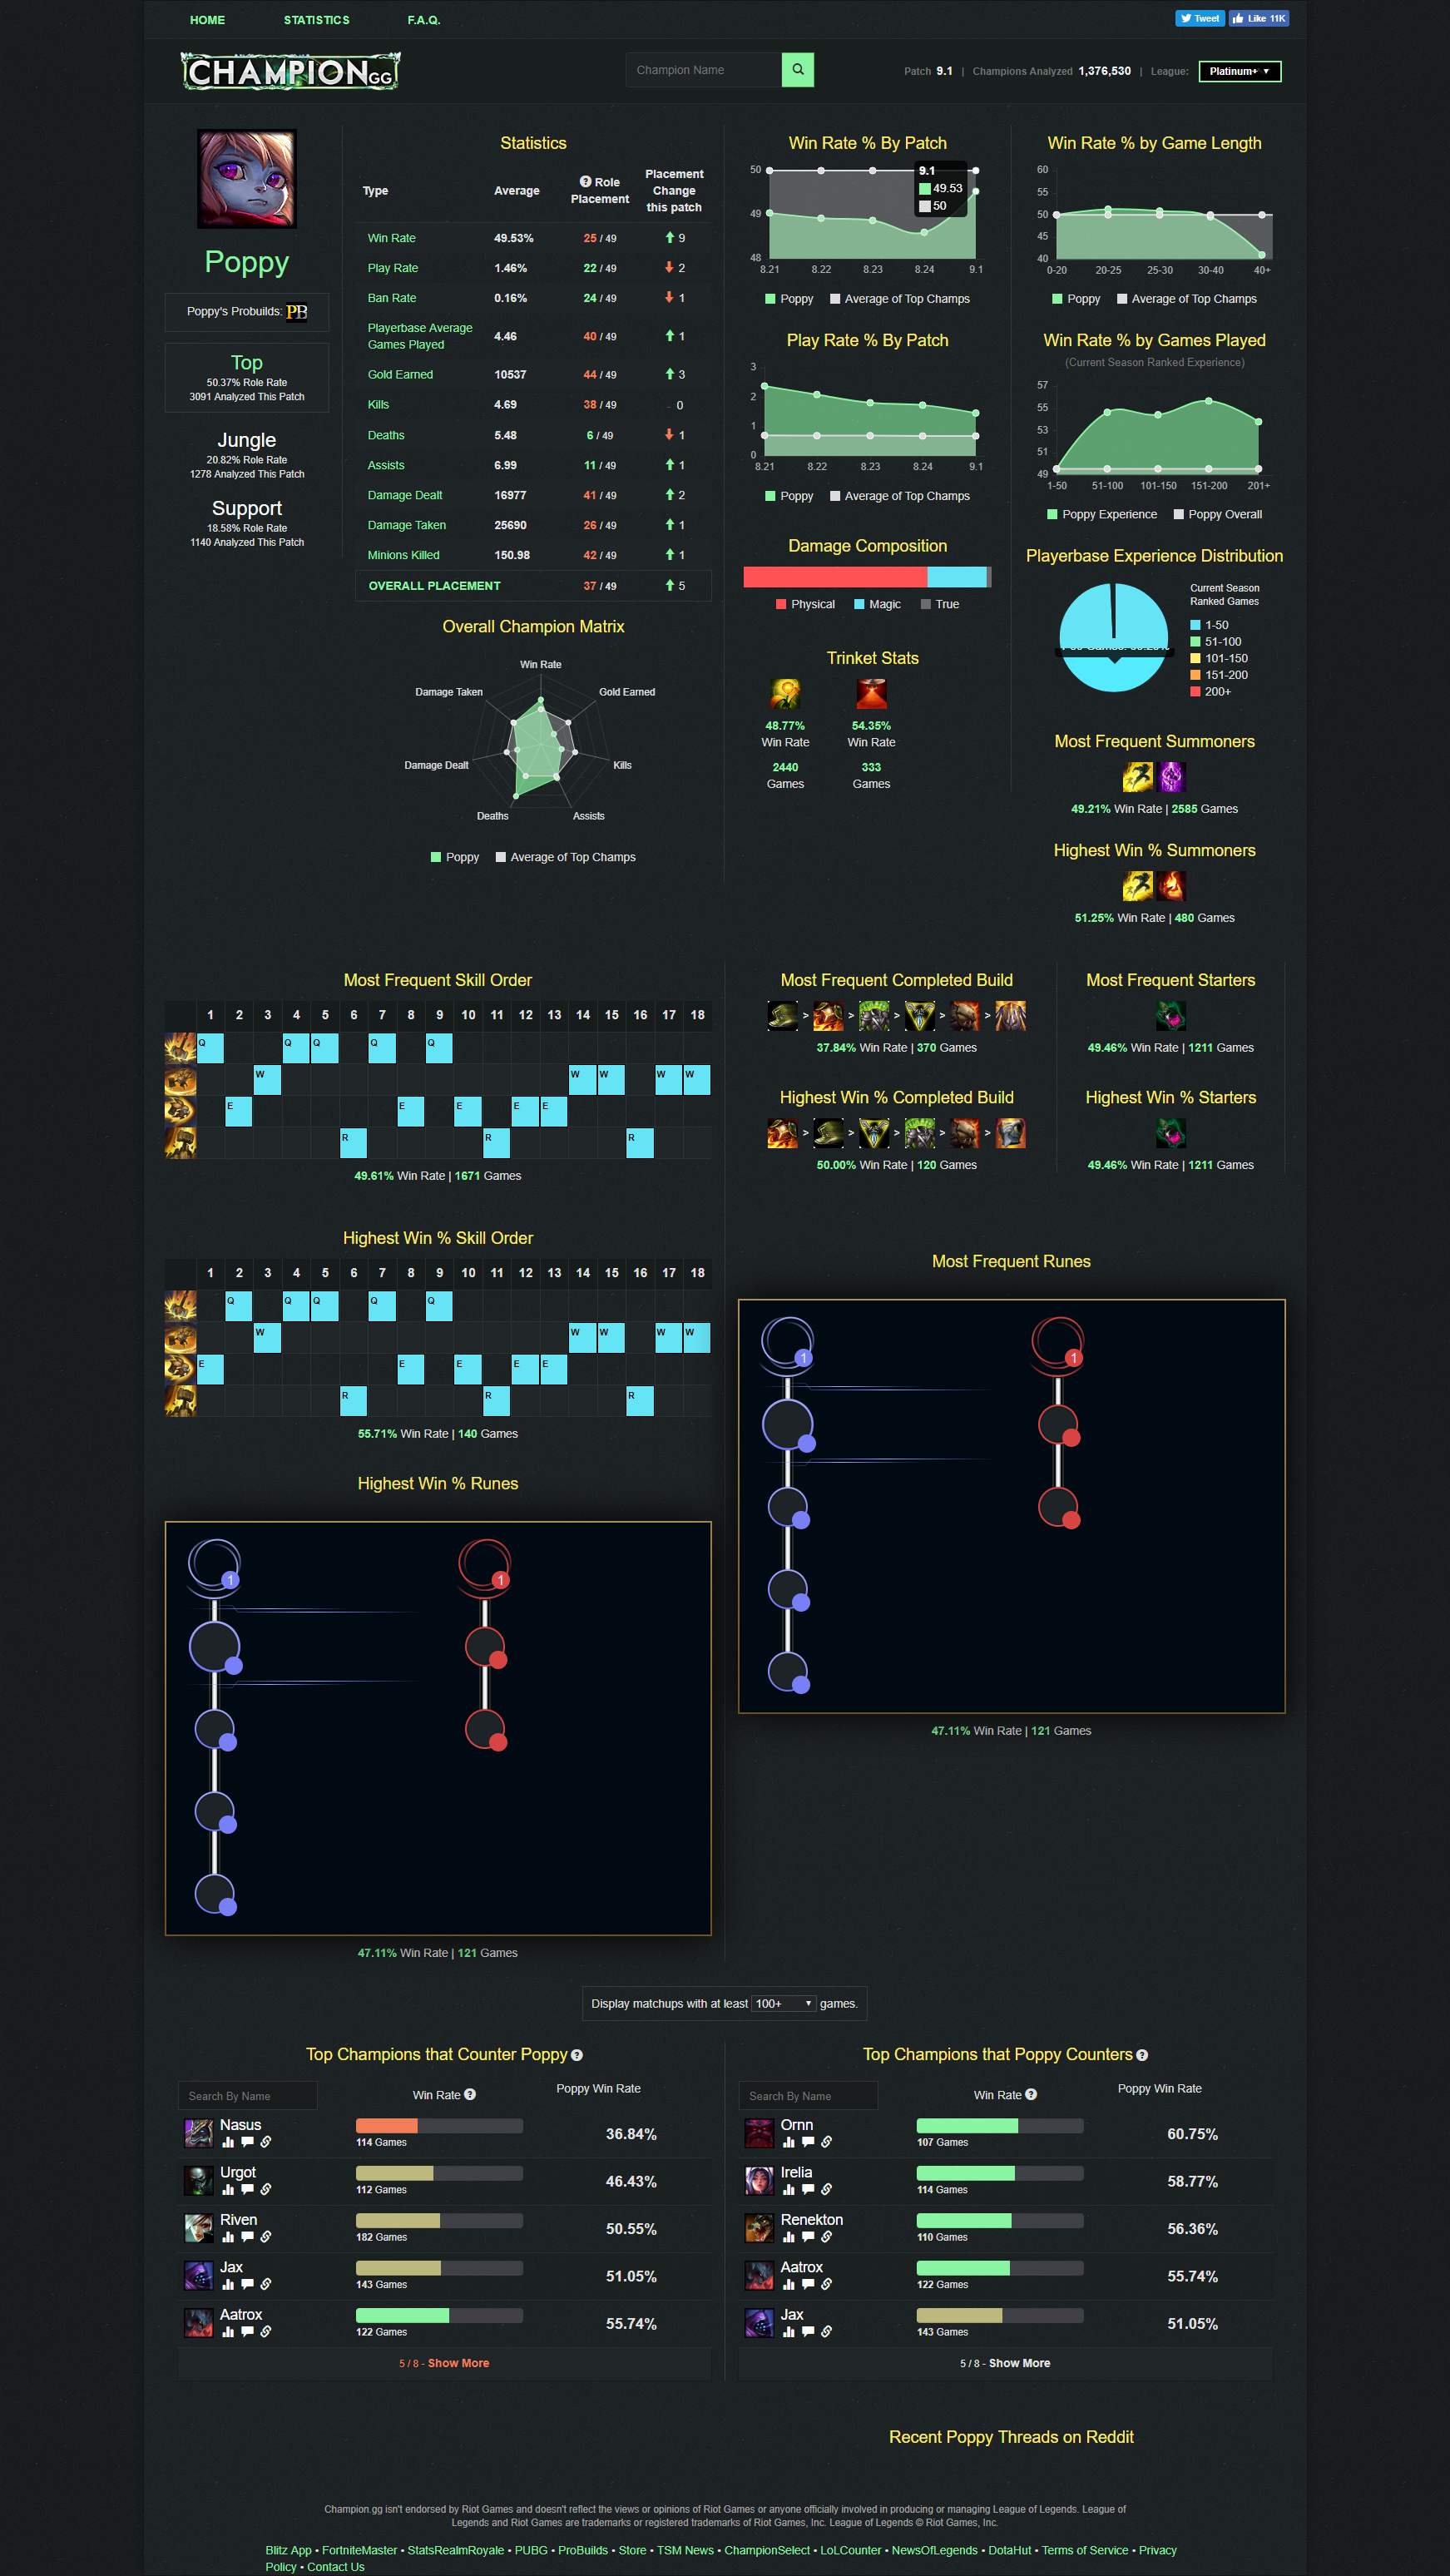 HOME STATISTICS F.A.Q.
Tweet Like 11K
CHAMPIONGG
Champion Name
Patch 9.1 | Champions Analyzed 1,376,530 | League: Platinum+
Poppy
Poppy's Probuilds: PB
Top
50.37% Role Rate
3091 Analyzed This Patch
Jungle
20.82% Role Rate
1278 Analyzed This Patch
Support
18.58% Role Rate
1140 Analyzed This Patch
Statistics
Type Average Role Placement Placement Change this patch
Win Rate 49.53% 25 / 49 9
Play Rate 1.46% 22 / 49 2
Ban Rate 0.16% 24 / 49 1
Playerbase Average Games Played 4.46 40 / 49 1
Gold Earned 10537 44 / 49 3
Kills 4.69 38 / 49 - 0
Deaths 5.48 6 / 49 1
Assists 6.99 11 / 49 1
Damage Dealt 16977 41 / 49 2
Damage Taken 25690 26 / 49 1
Minions Killed 150.98 42 / 49 1
OVERALL PLACEMENT 37 / 49 5
Overall Champion Matrix
Win Rate
Damage Taken Gold Earned
Damage Dealt Kills
Deaths Assists
Poppy Average of Top Champs
Win Rate % By Patch
9.1
49.53
50
50
49
48
8.21 8.22 8.23 8.24 9.1
Poppy Average of Top Champs
Play Rate % By Patch
3
2
1
0
8.21 8.22 8.23 8.24 9.1
Poppy Average of Top Champs
Damage Composition
Physical Magic True
Trinket Stats
48.77% 54.35%
Win Rate Win Rate
2440 333
Games Games
Win Rate % by Game Length
60
55
50
45
40
0-20 20-25 25-30 30-40 40+
Poppy Average of Top Champs
Win Rate % by Games Played
(Current Season Ranked Experience)
57
55
53
51
49
1-50 51-100 101-150 151-200 201+
Poppy Experience Poppy Overall
Playerbase Experience Distribution
Current Season
Ranked Games
1-50
51-100
101-150
151-200
200+
Most Frequent Summoners
49.21% Win Rate | 2585 Games
Highest Win % Summoners
51.25% Win Rate | 480 Games
Most Frequent Skill Order
1 2 3 4 5 6 7 8 9 10 11 12 13 14 15 16 17 18
Q Q Q Q Q
W W W W W
E E E E E
R R R
49.61% Win Rate | 1671 Games
Highest Win % Skill Order
1 2 3 4 5 6 7 8 9 10 11 12 13 14 15 16 17 18
Q Q Q Q Q
W W W W W
E E E E E
R R R
55.71% Win Rate | 140 Games
Highest Win % Runes
1 1
47.11% Win Rate | 121 Games
Most Frequent Completed Build
> > > > >
37.84% Win Rate | 370 Games
Highest Win % Completed Build
> > > > >
50.00% Win Rate | 120 Games
Most Frequent Starters
49.46% Win Rate | 1211 Games
Highest Win % Starters
49.46% Win Rate | 1211 Games
Most Frequent Runes
1 1
47.11% Win Rate | 121 Games
Display matchups with at least 100+ games.
Top Champions that Counter Poppy
Search By Name Win Rate Poppy Win Rate
Nasus 114 Games 36.84%
Urgot 112 Games 46.43%
Riven 182 Games 50.55%
Jax 143 Games 51.05%
Aatrox 122 Games 55.74%
5 / 8 - Show More
Top Champions that Poppy Counters
Search By Name Win Rate Poppy Win Rate
Ornn 107 Games 60.75%
Irelia 114 Games 58.77%
Renekton 110 Games 56.36%
Aatrox 122 Games 55.74%
Jax 143 Games 51.05%
5 / 8 - Show More
Recent Poppy Threads on Reddit
Champion.gg isn't endorsed by Riot Games and doesn't reflect the views or opinions of Riot Games or anyone officially involved in producing or managing League of Legends. League of
Legends and Riot Games are trademarks or registered trademarks of Riot Games, Inc. League of Legends © Riot Games, Inc.
Blitz App • FortniteMaster • StatsRealmRoyale • PUBG • ProBuilds • Store • TSM News • ChampionSelect • LoLCounter • NewsOfLegends • DotaHut • Terms of Service • Privacy
Policy • Contact Us